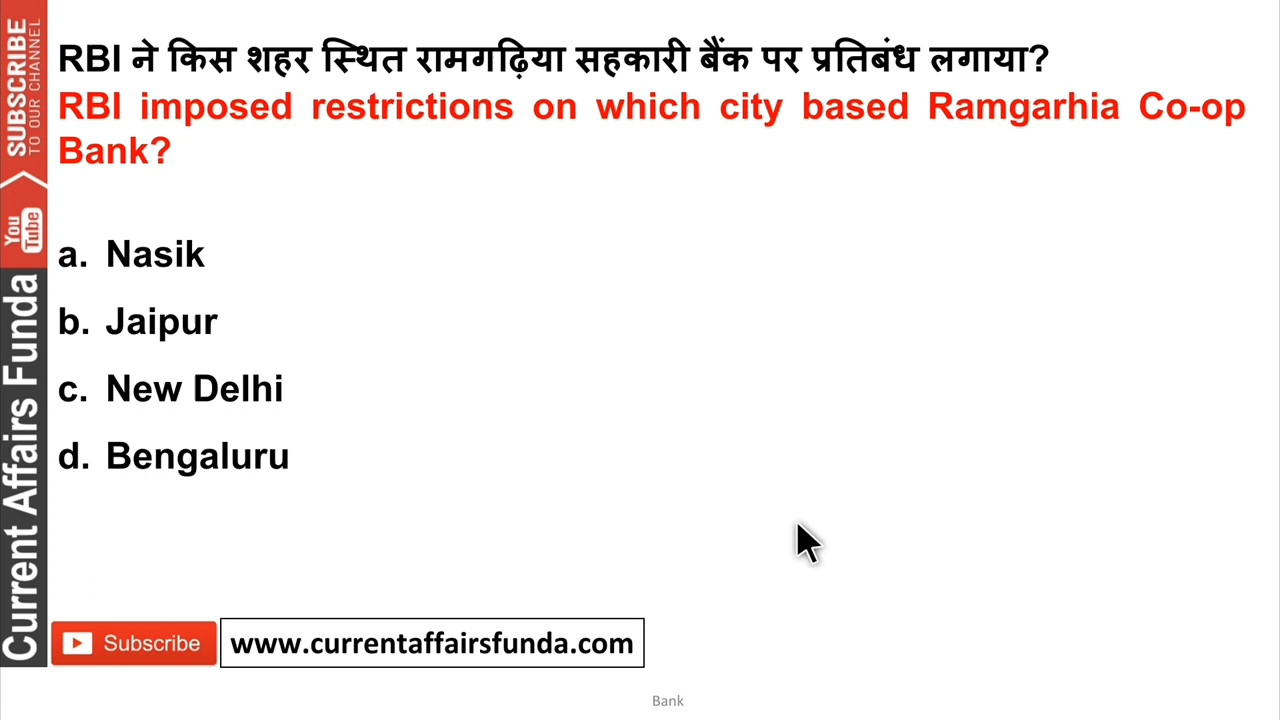 RBI ने किस शहर स्थित रामगढ़िया सहकारी बैंक पर प्रतिबंध लगाया?
RBI imposed restrictions on which city based Ramgarhia Co-op
Bank?
a. Nasik
b. Jaipur
c. New Delhi
d. Bengaluru
SUBSCRIBE
TO OUR CHANNEL
You
Tube
Current Affairs Funda
Subscribe
www.currentaffairsfunda.com
Bank